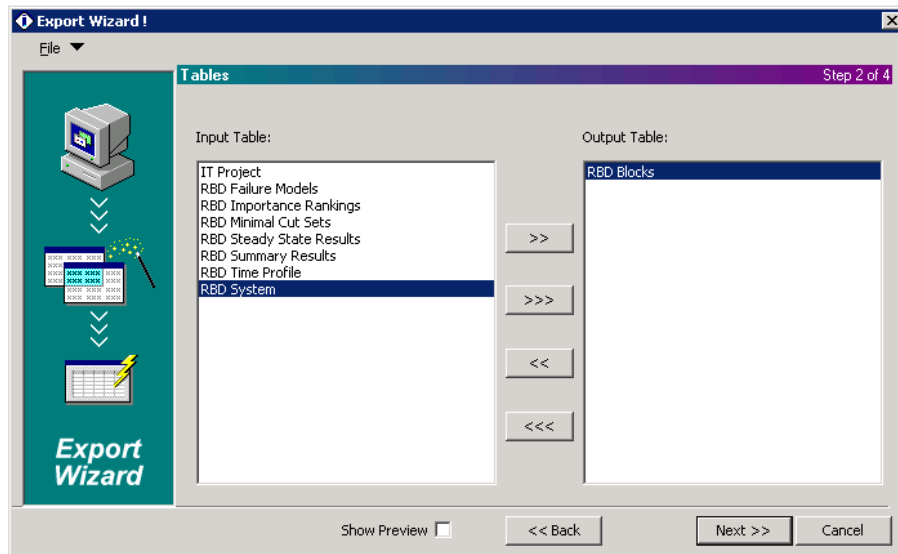 Export Wizard !
File
Tables
Step 2 of 4
Input Table:
Output Table:
IT Project
RBD Failure Models
RBD Importance Rankings
RBD Minimal Cut Sets
RBD Steady State Results
RBD Summary Results
RBD Time Profile
RBD System
RBD Blocks
>>
>>>
<<
<<<
Export
Wizard
Show Preview
<< Back
Next >>
Cancel